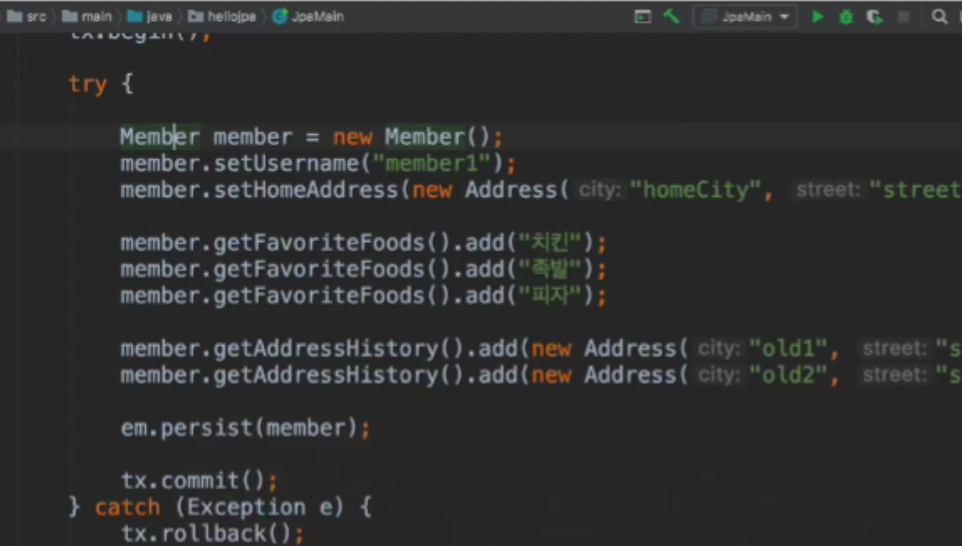 src main java hellojpa JpaMain JpaMain
tx.begin();
try {
Member member = new Member();
member.setUsername("member1");
member.setHomeAddress(new Address( city: "homeCity", street: "street
member.getFavoriteFoods().add("치킨");
member.getFavoriteFoods().add("족발");
member.getFavoriteFoods().add("피자");
member.getAddressHistory().add(new Address( city: "old1", street: "s
member.getAddressHistory().add(new Address( city: "old2", street: "s
em.persist(member);
tx.commit();
} catch (Exception e) {
tx.rollback();